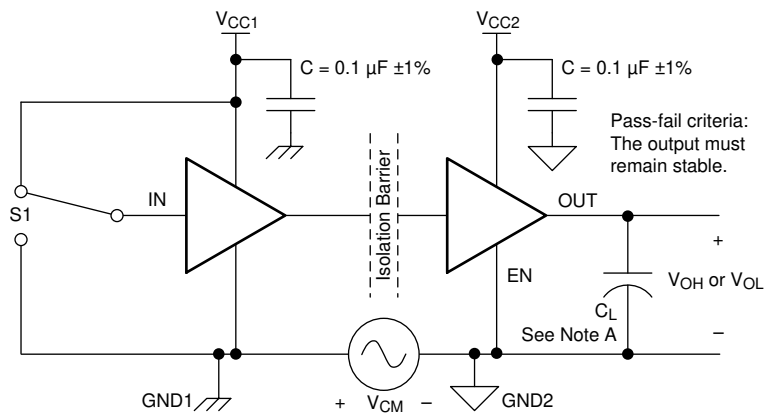 VCC1
VCC2
C = 0.1 µF ±1%
C = 0.1 µF ±1%
Pass-fail criteria:
The output must
remain stable.
Isolation Barrier
IN
OUT
S1
+
EN
VOH or VOL
CL
See Note A
–
GND1
+ VCM –
GND2